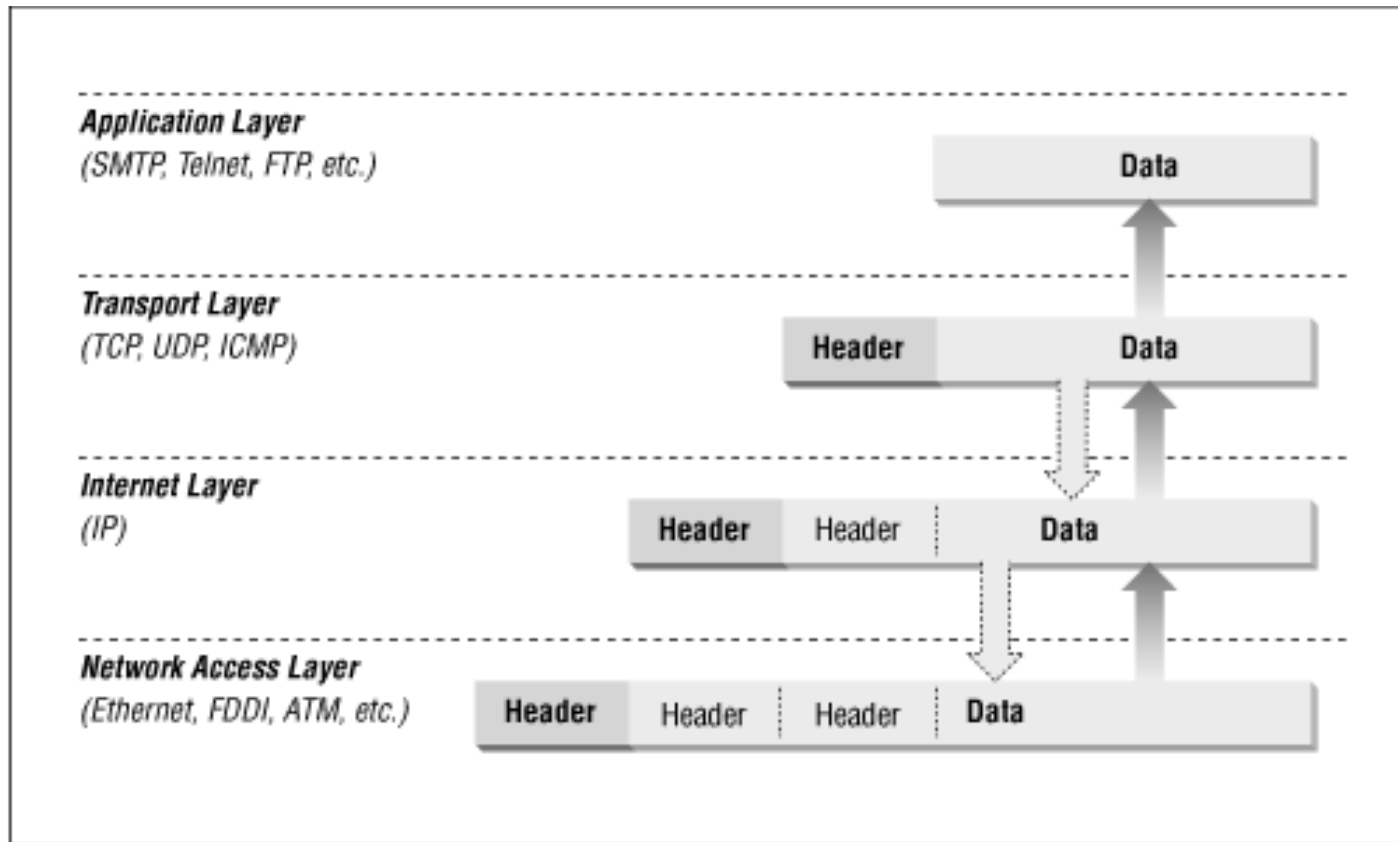 Application Layer
(SMTP, Telnet, FTP, etc.)
Data
Transport Layer
(TCP, UDP, ICMP)
Header Data
Internet Layer
(IP)
Header Header Data
Network Access Layer
(Ethernet, FDDI, ATM, etc.)
Header Header Header Data